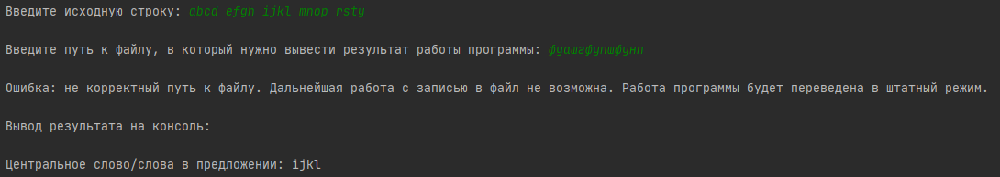 Введите исходную строку: abcd efgh ijkl mnop rsty
Введите путь к файлу, в который нужно вывести результат работы программы: фуашгфупшфунп
Ошибка: не корректный путь к файлу. Дальнейшая работа с записью в файл не возможна. Работа программы будет переведена в штатный режим.
Вывод результата на консоль:
Центральное слово/слова в предложении: ijkl